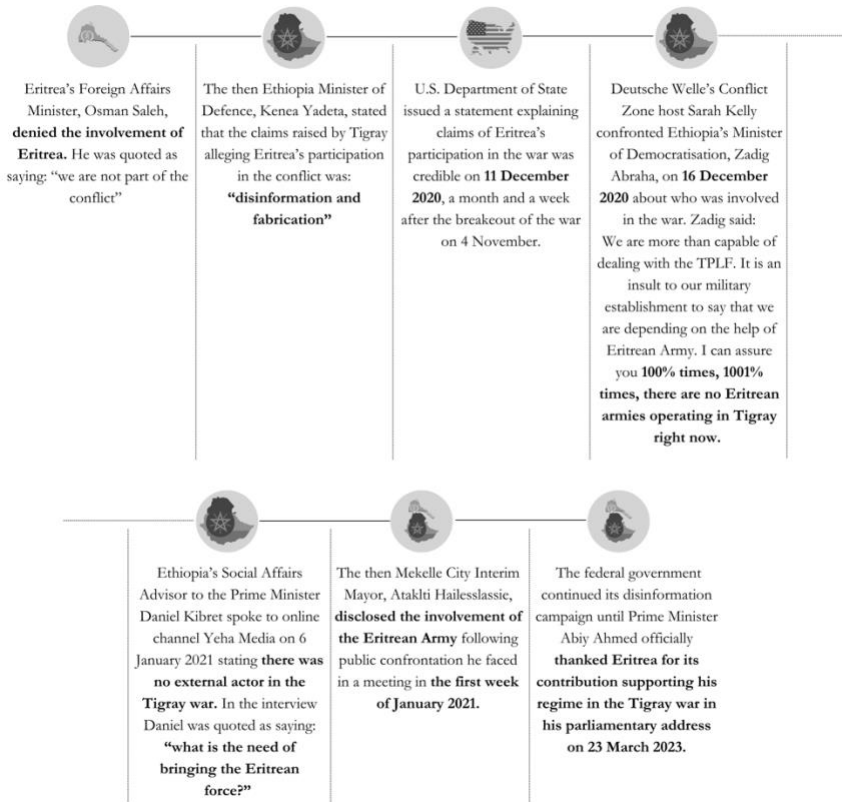 Eritrea's Foreign Affairs
Minister, Osman Saleh,
denied the involvement of
Eritrea. He was quoted as
saying: “we are not part of the
conflict”
The then Ethiopia Minister of
Defence, Kenea Yadeta, stated
that the claims raised by Tigray
alleging Eritrea's participation
in the conflict was:
“disinformation and
fabrication”
U.S. Department of State
issued a statement explaining
claims of Eritrea's
participation in the war was
credible on 11 December
2020, a month and a week
after the breakeout of the war
on 4 November.
Deutsche Welle's Conflict
Zone host Sarah Kelly
confronted Ethiopia's Minister
of Democratisation, Zadig
Abraha, on 16 December
2020 about who was involved
in the war. Zadig said:
We are more than capable of
dealing with the TPLF. It is an
insult to our military
establishment to say that we
are depending on the help of
Eritrean Army. I can assure
you 100% times, 1001%
times, there are no Eritrean
armies operating in Tigray
right now.
Ethiopia's Social Affairs
Advisor to the Prime Minister
Daniel Kibret spoke to online
channel Yeha Media on 6
January 2021 stating there was
no external actor in the
Tigray war. In the interview
Daniel was quoted as saying:
“what is the need of
bringing the Eritrean
force?”
The then Mekelle City Interim
Mayor, Ataklti Hailesslassie,
disclosed the involvement of
the Eritrean Army following
public confrontation he faced
in a meeting in the first week
of January 2021.
The federal government
continued its disinformation
campaign until Prime Minister
Abiy Ahmed officially
thanked Eritrea for its
contribution supporting his
regime in the Tigray war in
his parliamentary address
on 23 March 2023.